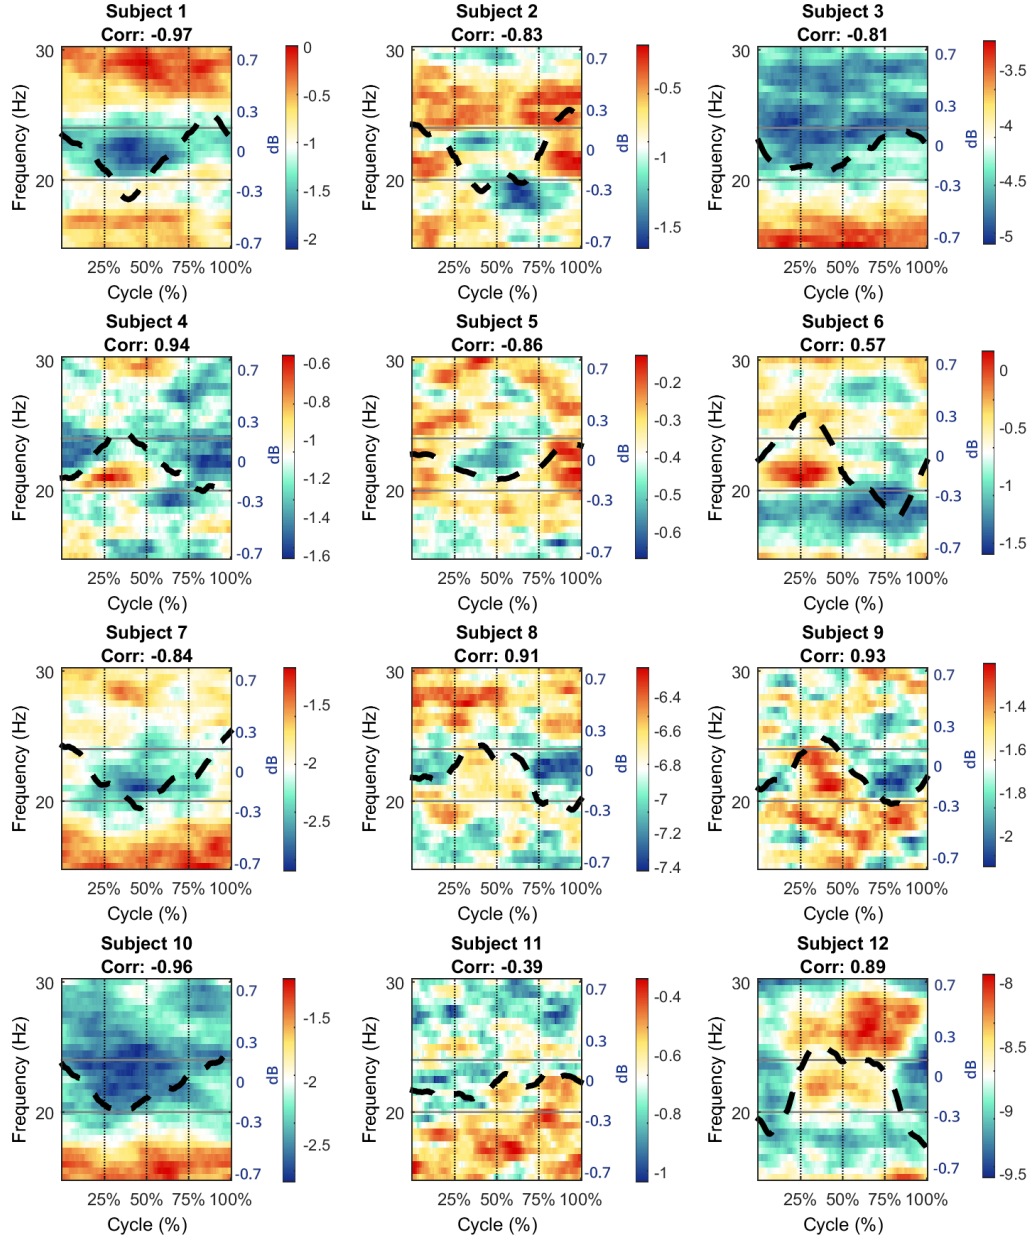 Subject 1
Corr: -0.97
30
20
Frequency (Hz)
0.7
0.3
0
-0.3
-0.7
dB
0
-0.5
-1
-1.5
-2
25% 50% 75% 100%
Cycle (%)
Subject 2
Corr: -0.83
30
20
Frequency (Hz)
0.7
0.3
0
-0.3
-0.7
dB
-0.5
-1
-1.5
25% 50% 75% 100%
Cycle (%)
Subject 3
Corr: -0.81
30
20
Frequency (Hz)
0.7
0.3
0
-0.3
-0.7
dB
-3.5
-4
-4.5
-5
25% 50% 75% 100%
Cycle (%)
Subject 4
Corr: 0.94
30
20
Frequency (Hz)
0.7
0.3
0
-0.3
-0.7
dB
-0.6
-0.8
-1
-1.2
-1.4
-1.6
25% 50% 75% 100%
Cycle (%)
Subject 5
Corr: -0.86
30
20
Frequency (Hz)
0.7
0.3
0
-0.3
-0.7
dB
-0.2
-0.3
-0.4
-0.5
-0.6
25% 50% 75% 100%
Cycle (%)
Subject 6
Corr: 0.57
30
20
Frequency (Hz)
0.7
0.3
0
-0.3
-0.7
dB
0
-0.5
-1
-1.5
25% 50% 75% 100%
Cycle (%)
Subject 7
Corr: -0.84
30
20
Frequency (Hz)
0.7
0.3
0
-0.3
-0.7
dB
-1.5
-2
-2.5
25% 50% 75% 100%
Cycle (%)
Subject 8
Corr: 0.91
30
20
Frequency (Hz)
0.7
0.3
0
-0.3
-0.7
dB
-6.4
-6.6
-6.8
-7
-7.2
-7.4
25% 50% 75% 100%
Cycle (%)
Subject 9
Corr: 0.93
30
20
Frequency (Hz)
0.7
0.3
0
-0.3
-0.7
dB
-1.4
-1.6
-1.8
-2
25% 50% 75% 100%
Cycle (%)
Subject 10
Corr: -0.96
30
20
Frequency (Hz)
0.7
0.3
0
-0.3
-0.7
dB
-1.5
-2
-2.5
25% 50% 75% 100%
Cycle (%)
Subject 11
Corr: -0.39
30
20
Frequency (Hz)
0.7
0.3
0
-0.3
-0.7
dB
-0.4
-0.6
-0.8
-1
25% 50% 75% 100%
Cycle (%)
Subject 12
Corr: 0.89
30
20
Frequency (Hz)
0.7
0.3
0
-0.3
-0.7
dB
-8
-8.5
-9
-9.5
25% 50% 75% 100%
Cycle (%)